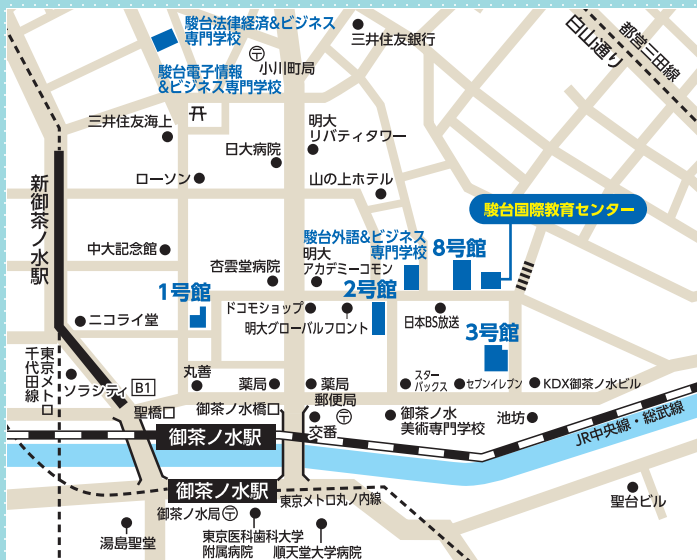 駿台法律経済&ビジネス
専門学校
三井住友銀行
白山通り
都営三田線
〒
小川町局
駿台電子情報
&ビジネス専門学校
三井住友海上
明大
リバティタワー
日大病院
ローソン
山の上ホテル
新御茶ノ水駅
駿台国際教育センター
中大記念館
杏雲堂病院
駿台外語&ビジネス
専門学校
明大
アカデミーコモン
8号館
1号館
2号館
ドコモショップ
明大グローバルフロント
日本BS放送
ニコライ堂
3号館
東京メトロ
千代田線
ソラシティ
B1
丸善
薬局
薬局
スター
バックス
セブンイレブン
KDX御茶ノ水ビル
聖橋口
御茶ノ水橋口
郵便局
〒
交番
御茶ノ水
美術専門学校
池坊
御茶ノ水駅
JR中央線・総武線
御茶ノ水駅
東京メトロ丸ノ内線
聖台ビル
御茶ノ水局〒
湯島聖堂
東京医科歯科大学
附属病院
順天堂大学病院